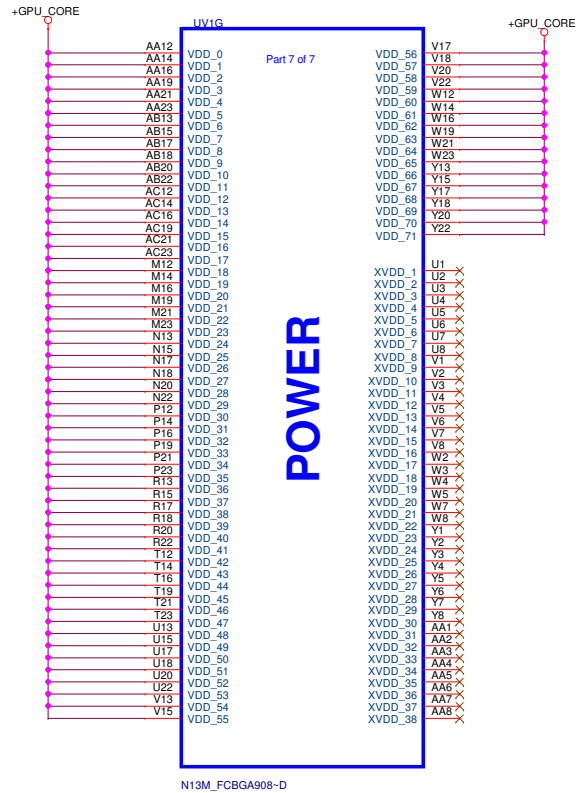 +GPU_CORE
+GPU_CORE
UV1G
Part 7 of 7
AA12 VDD_0
AA14 VDD_1
AA16 VDD_2
AA19 VDD_3
AA21 VDD_4
AA23 VDD_5
AB13 VDD_6
AB15 VDD_7
AB17 VDD_8
AB18 VDD_9
AB20 VDD_10
AB22 VDD_11
AC12 VDD_12
AC14 VDD_13
AC16 VDD_14
AC19 VDD_15
AC21 VDD_16
AC23 VDD_17
M12 VDD_18
M14 VDD_19
M16 VDD_20
M19 VDD_21
M21 VDD_22
M23 VDD_23
N13 VDD_24
N15 VDD_25
N17 VDD_26
N18 VDD_27
N20 VDD_28
N22 VDD_29
P12 VDD_30
P14 VDD_31
P16 VDD_32
P19 VDD_33
P21 VDD_34
P23 VDD_35
R13 VDD_36
R15 VDD_37
R17 VDD_38
R18 VDD_39
R20 VDD_40
R22 VDD_41
T12 VDD_42
T14 VDD_43
T16 VDD_44
T19 VDD_45
T21 VDD_46
T23 VDD_47
U13 VDD_48
U15 VDD_49
U17 VDD_50
U18 VDD_51
U20 VDD_52
U22 VDD_53
V13 VDD_54
V15 VDD_55
POWER
VDD_56 V17
VDD_57 V18
VDD_58 V20
VDD_59 V22
VDD_60 W12
VDD_61 W14
VDD_62 W16
VDD_63 W19
VDD_64 W21
VDD_65 W23
VDD_66 Y13
VDD_67 Y15
VDD_68 Y17
VDD_69 Y18
VDD_70 Y20
VDD_71 Y22
XVDD_1 U1
XVDD_2 U2
XVDD_3 U3
XVDD_4 U4
XVDD_5 U5
XVDD_6 U6
XVDD_7 U7
XVDD_8 U8
XVDD_9 V1
XVDD_10 V2
XVDD_11 V3
XVDD_12 V4
XVDD_13 V5
XVDD_14 V6
XVDD_15 V7
XVDD_16 V8
XVDD_17 W2
XVDD_18 W3
XVDD_19 W4
XVDD_20 W5
XVDD_21 W7
XVDD_22 W8
XVDD_23 Y1
XVDD_24 Y2
XVDD_25 Y3
XVDD_26 Y4
XVDD_27 Y5
XVDD_28 Y6
XVDD_29 Y7
XVDD_30 Y8
XVDD_31 AA1
XVDD_32 AA2
XVDD_33 AA3
XVDD_34 AA4
XVDD_35 AA5
XVDD_36 AA6
XVDD_37 AA7
XVDD_38 AA8
N13M_FCBGA908~D